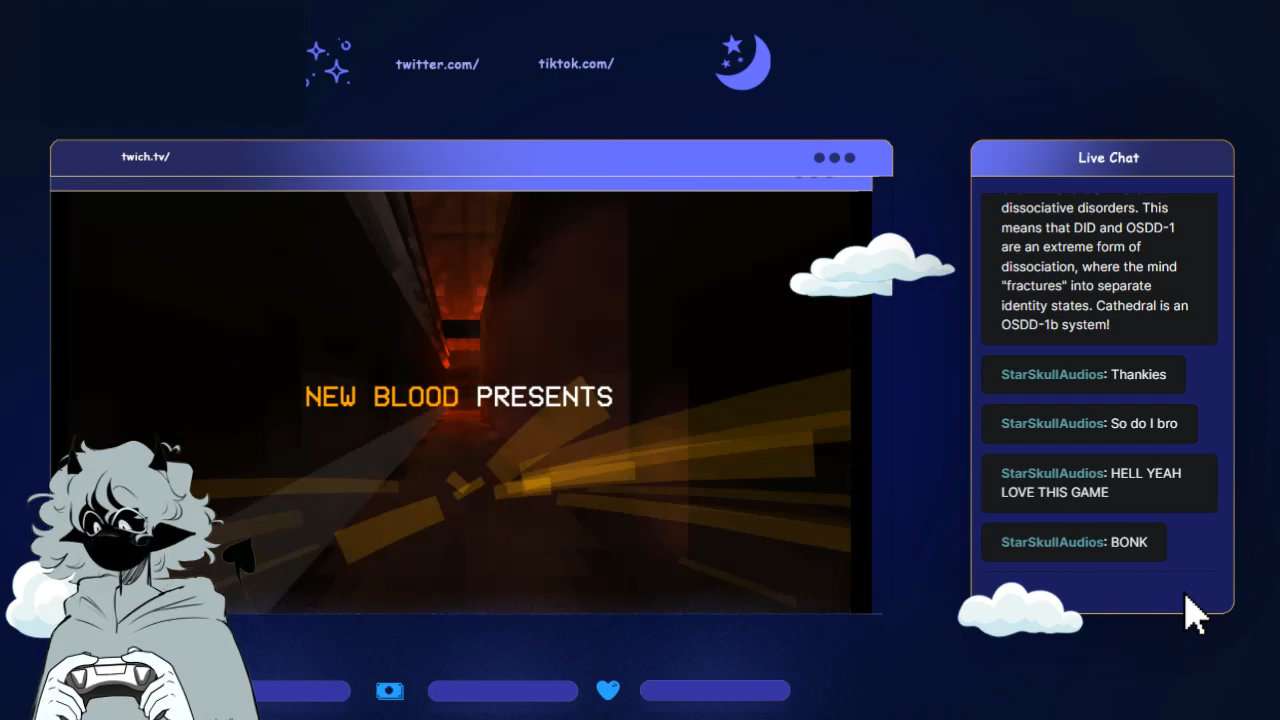 twitter.com/
tiktok.com/
twich.tv/
Live Chat
dissociative disorders. This
means that DID and OSDD-1
are an extreme form of
dissociation, where the mind
"fractures" into separate
identity states. Cathedral is an
OSDD-1b system!
StarSkullAudios: Thankies
StarSkullAudios: So do I bro
StarSkullAudios: HELL YEAH
LOVE THIS GAME
StarSkullAudios: BONK
NEW BLOOD PRESENTS